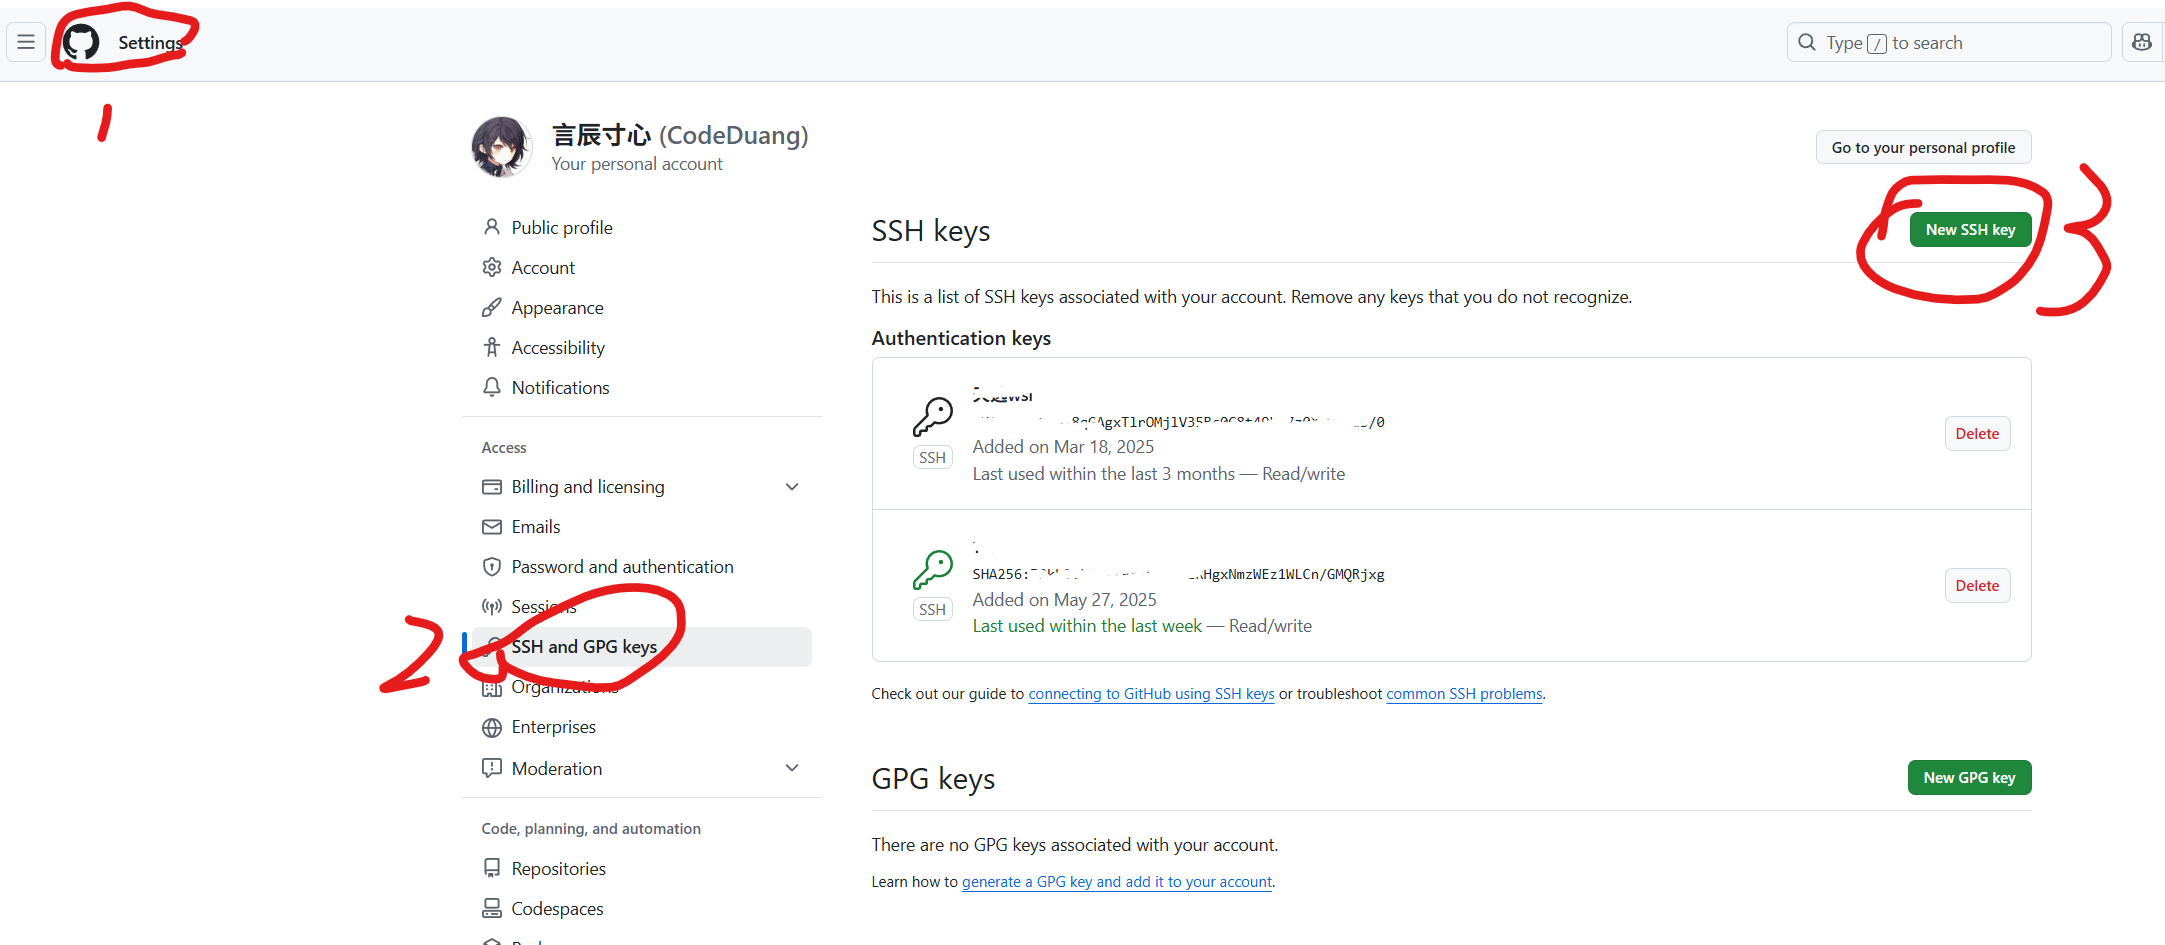 Settings
Type / to search
1
言辰寸心 (CodeDuang)
Your personal account
Go to your personal profile
Public profile
Account
Appearance
Accessibility
Notifications
Access
Billing and licensing
Emails
Password and authentication
Sessions
2
SSH and GPG keys
Organizations
Enterprises
Moderation
Code, planning, and automation
Repositories
Codespaces
SSH keys
New SSH key
3
This is a list of SSH keys associated with your account. Remove any keys that you do not recognize.
Authentication keys
SSH
Added on Mar 18, 2025
Last used within the last 3 months — Read/write
Delete
SHA256:
HgxNmzWEz1WLCn/GMQRjxg
SSH
Added on May 27, 2025
Last used within the last week — Read/write
Delete
Check out our guide to connecting to GitHub using SSH keys or troubleshoot common SSH problems.
GPG keys
New GPG key
There are no GPG keys associated with your account.
Learn how to generate a GPG key and add it to your account.